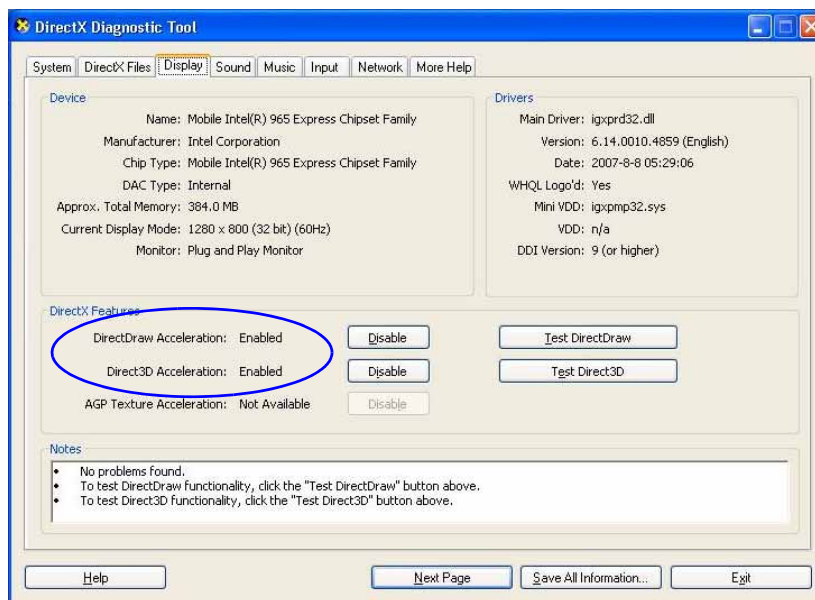 DirectX Diagnostic Tool
System DirectX Files Display Sound Music Input Network More Help
Device
Name: Mobile Intel(R) 965 Express Chipset Family
Manufacturer: Intel Corporation
Chip Type: Mobile Intel(R) 965 Express Chipset Family
DAC Type: Internal
Approx. Total Memory: 384.0 MB
Current Display Mode: 1280 x 800 (32 bit) (60Hz)
Monitor: Plug and Play Monitor
Drivers
Main Driver: igxprd32.dll
Version: 6.14.0010.4859 (English)
Date: 2007-8-8 05:29:06
WHQL Logo'd: Yes
Mini VDD: igxpmp32.sys
VDD: n/a
DDI Version: 9 (or higher)
DirectX Features
DirectDraw Acceleration: Enabled Disable Test DirectDraw
Direct3D Acceleration: Enabled Disable Test Direct3D
AGP Texture Acceleration: Not Available Disable
Notes
• No problems found.
• To test DirectDraw functionality, click the "Test DirectDraw" button above.
• To test Direct3D functionality, click the "Test Direct3D" button above.
Help Next Page Save All Information... Exit